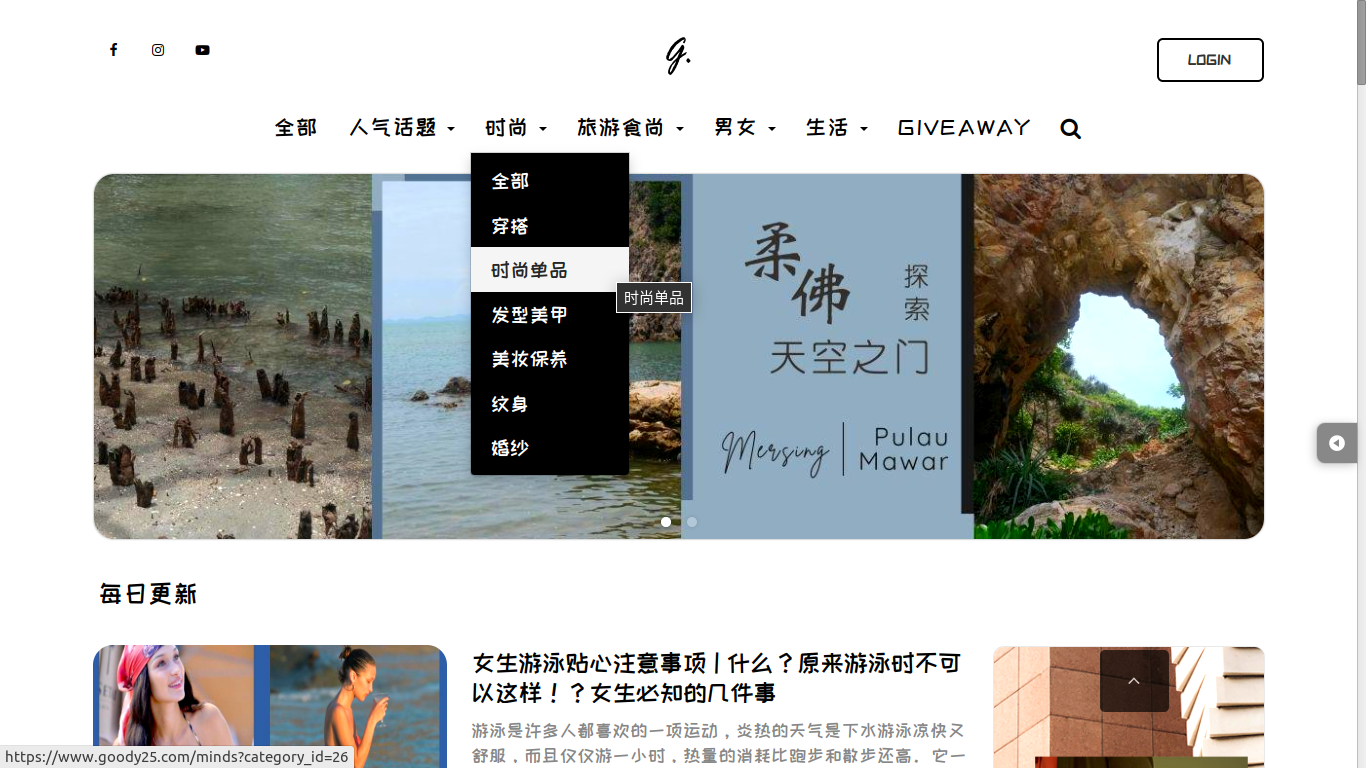 g.
LOGIN
全部 人气话题 时尚 旅游食尚 男女 生活 GIVEAWAY
全部
穿搭
时尚单品
发型美甲
美妆保养
纹身
婚纱
时尚单品
柔佛
探索
天空之门
Mersing
Pulau
Mawar
每日更新
女生游泳贴心注意事项 | 什么？原来游泳时不可
以这样！？女生必知的几件事
游泳是许多人都喜欢的一项运动，炎热的天气是下水游泳凉快又
舒服，而且仅仅游一小时，热量的消耗比跑步和散步还高。它一
https://www.goody25.com/minds?category_id=26